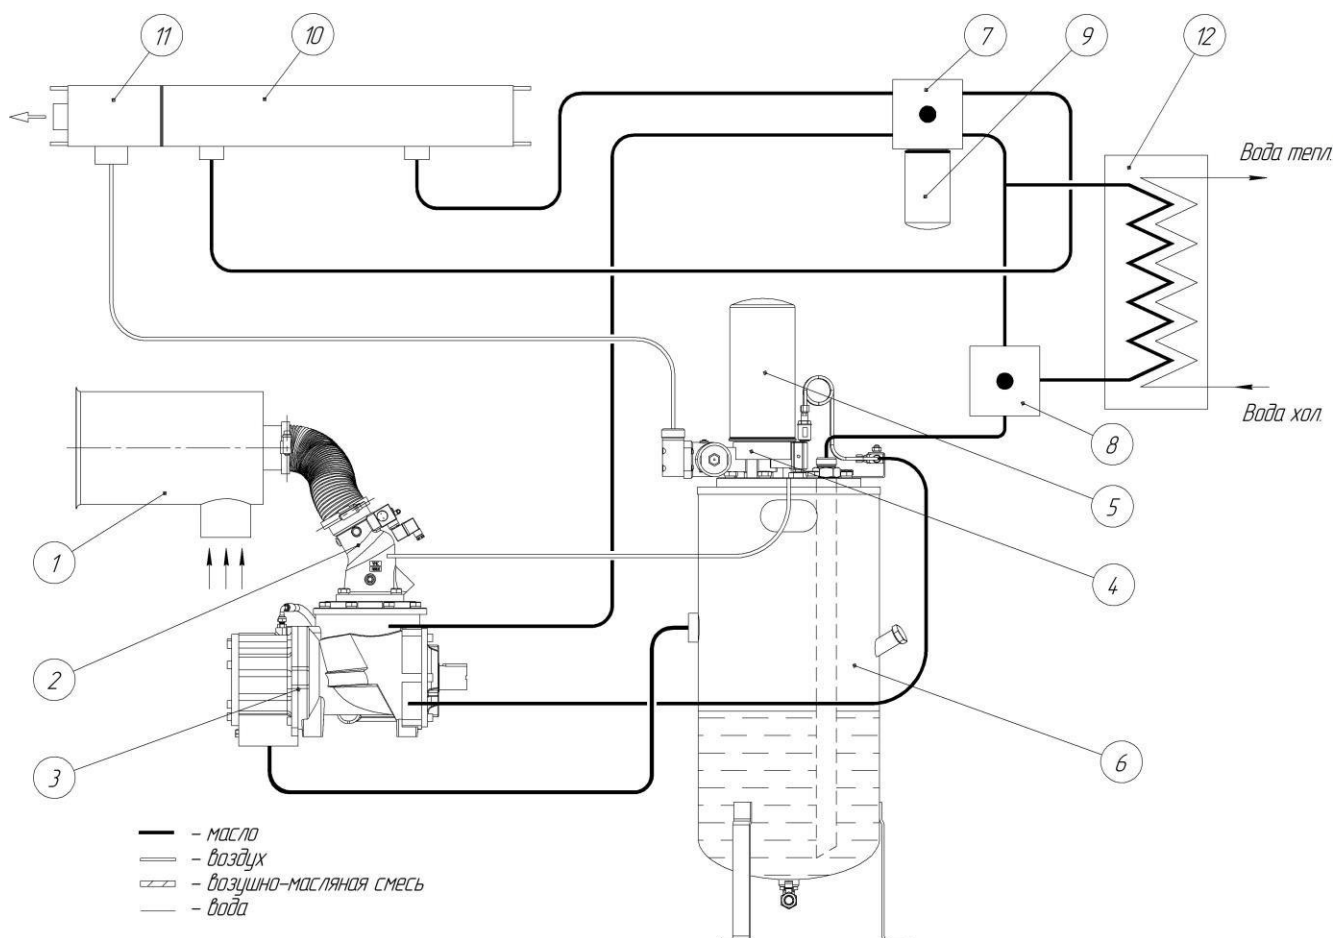 11
10
7
9
12
Вода тепл.
Вода хол.
8
5
1
4
2
6
3
– масло
– воздух
– возушно-масляная смесь
– вода